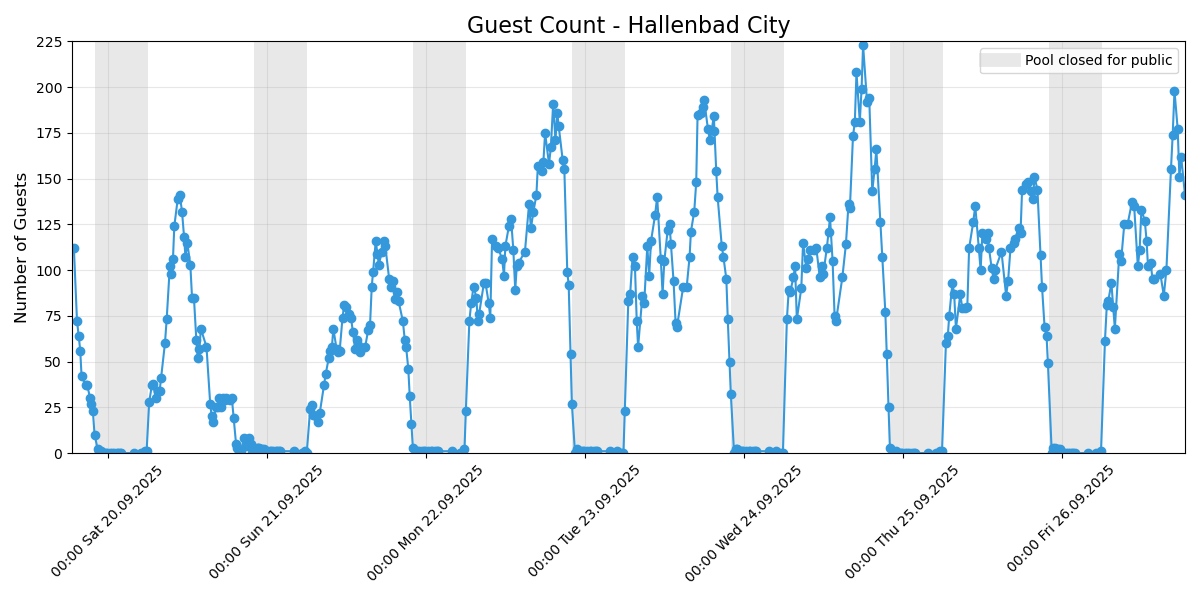 Guest Count - Hallenbad City
Pool closed for public
Number of Guests
225
200
175
150
125
100
75
50
25
0
00:00 Sat 20.09.2025
00:00 Sun 21.09.2025
00:00 Mon 22.09.2025
00:00 Tue 23.09.2025
00:00 Wed 24.09.2025
00:00 Thu 25.09.2025
00:00 Fri 26.09.2025